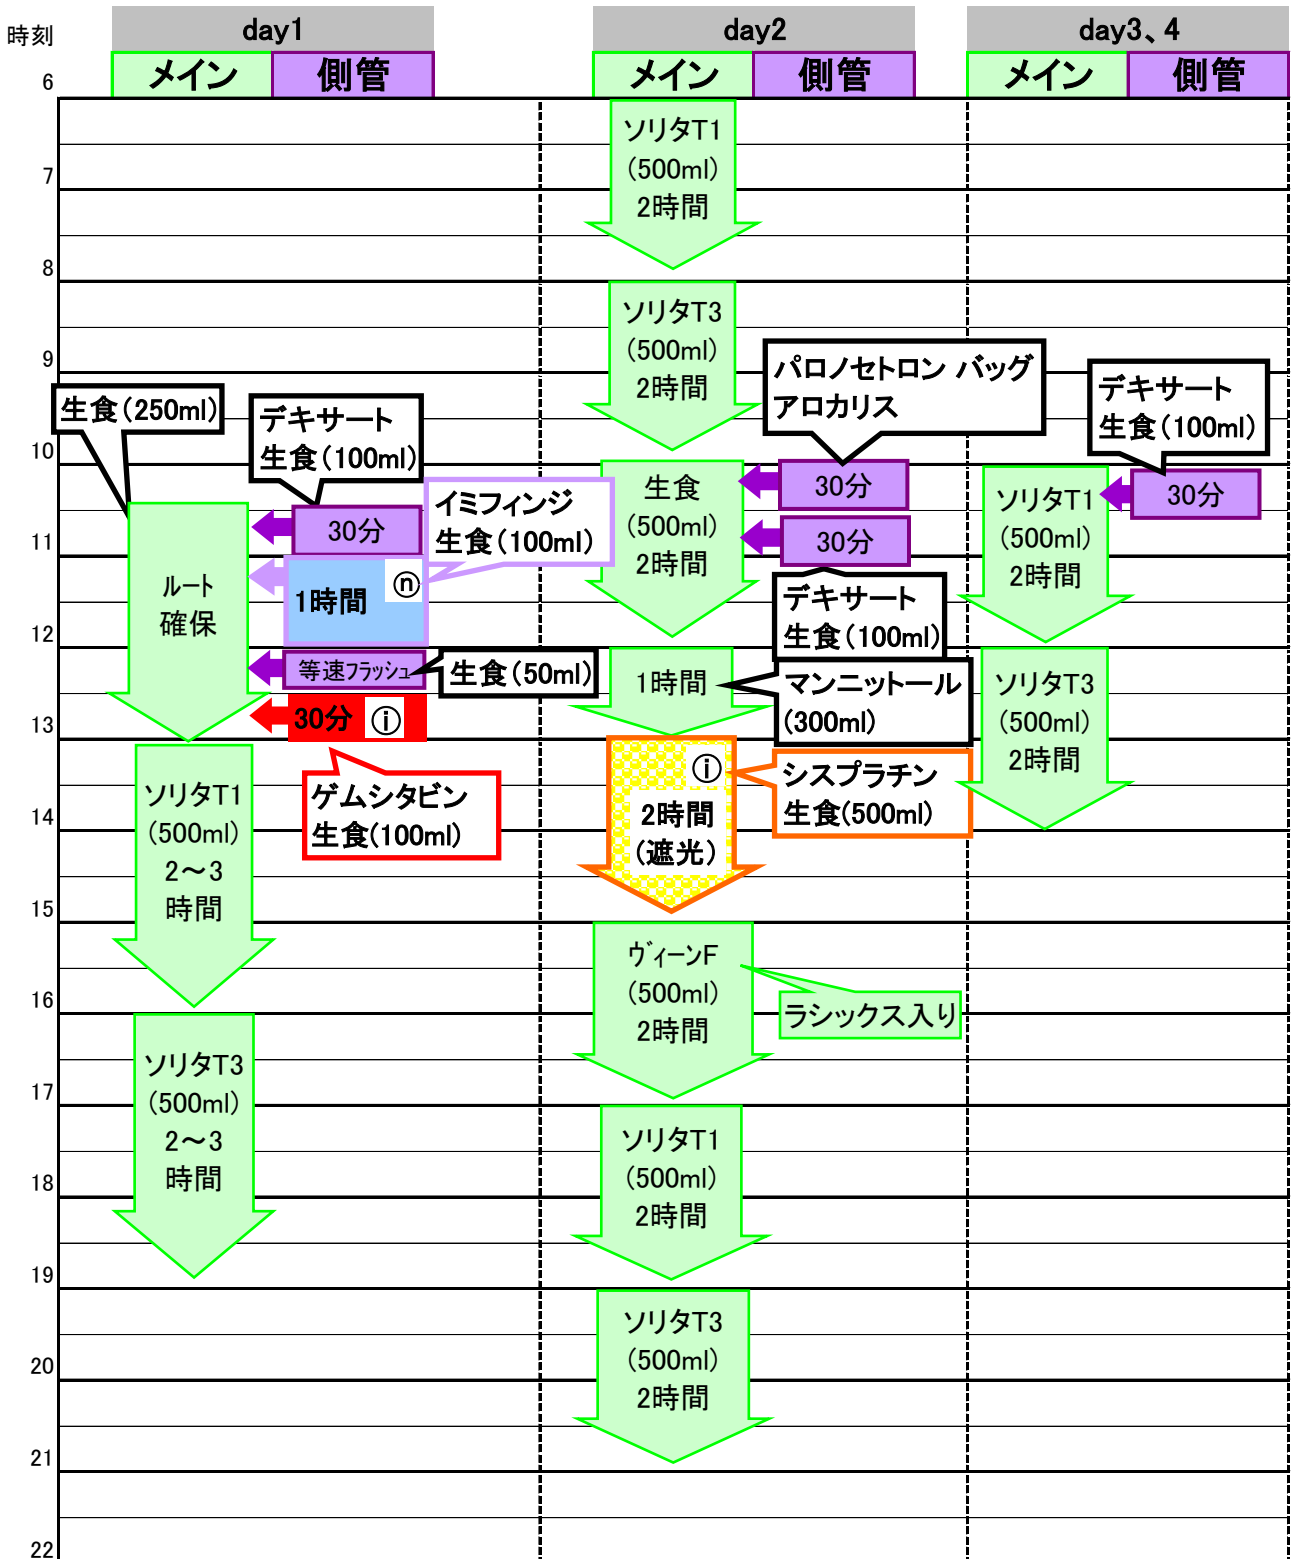 時刻
day1
day2
day3、4
メイン
側管
メイン
側管
メイン
側管
6
7
8
9
10
11
12
13
14
15
16
17
18
19
20
21
22
生食(250ml)
デキサート
生食(100ml)
ルート
確保
30分
イミフィンジ
生食(100ml)
1時間
ⓝ
等速フラッシュ
生食(50ml)
30分
ⓘ
ゲムシタビン
生食(100ml)
ソリタT1
(500ml)
2~3
時間
ソリタT3
(500ml)
2~3
時間
ソリタT1
(500ml)
2時間
ソリタT3
(500ml)
2時間
パロノセトロン バッグ
アロカリス
生食
(500ml)
2時間
30分
30分
デキサート
生食(100ml)
1時間
マンニットール
(300ml)
ⓘ
2時間
(遮光)
シスプラチン
生食(500ml)
ヴィーンF
(500ml)
2時間
ラシックス入り
ソリタT1
(500ml)
2時間
ソリタT3
(500ml)
2時間
デキサート
生食(100ml)
30分
ソリタT1
(500ml)
2時間
ソリタT3
(500ml)
2時間